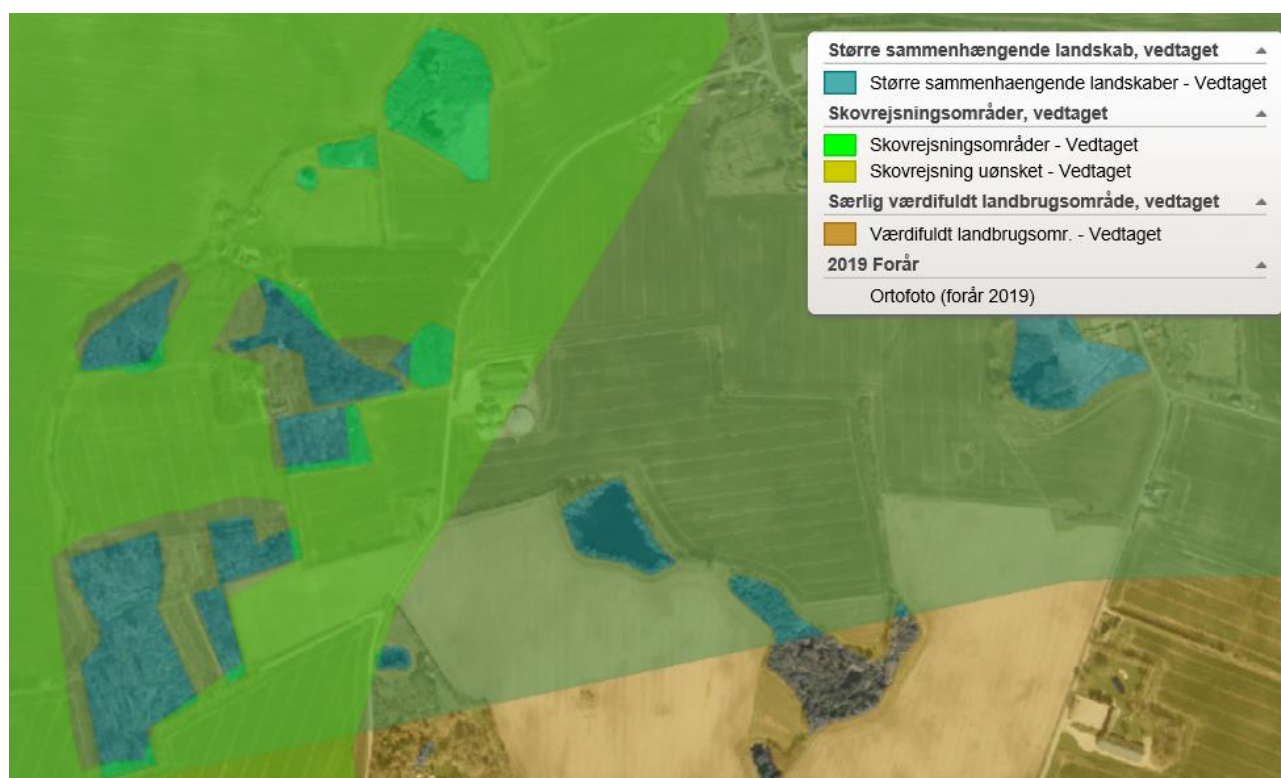 Større sammenhængende landskab, vedtaget
Større sammenhaengende landskaber - Vedtaget
Skovrejsningsområder, vedtaget
Skovrejsningsområder - Vedtaget
Skovrejsning uønsket - Vedtaget
Særlig værdifuldt landbrugsområde, vedtaget
Værdifuldt landbrugsomr. - Vedtaget
2019 Forår
Ortofoto (forår 2019)